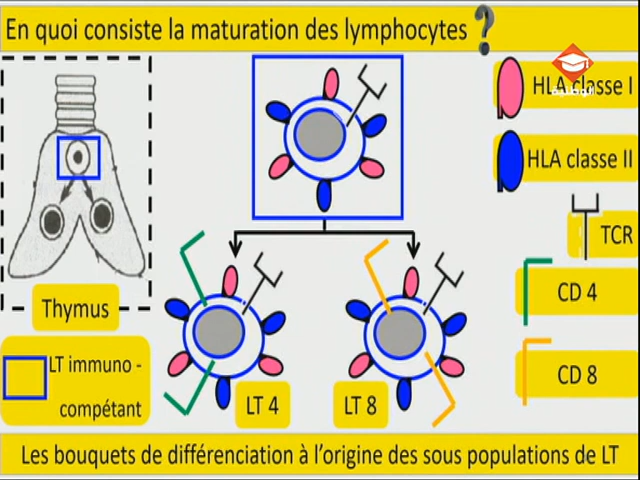 En quoi consiste la maturation des lymphocytes ?
HLA classe I
HLA classe II
TCR
CD 4
CD 8
Thymus
LT immuno -
compétant
LT 4
LT 8
Les bouquets de différenciation à l'origine des sous populations de LT